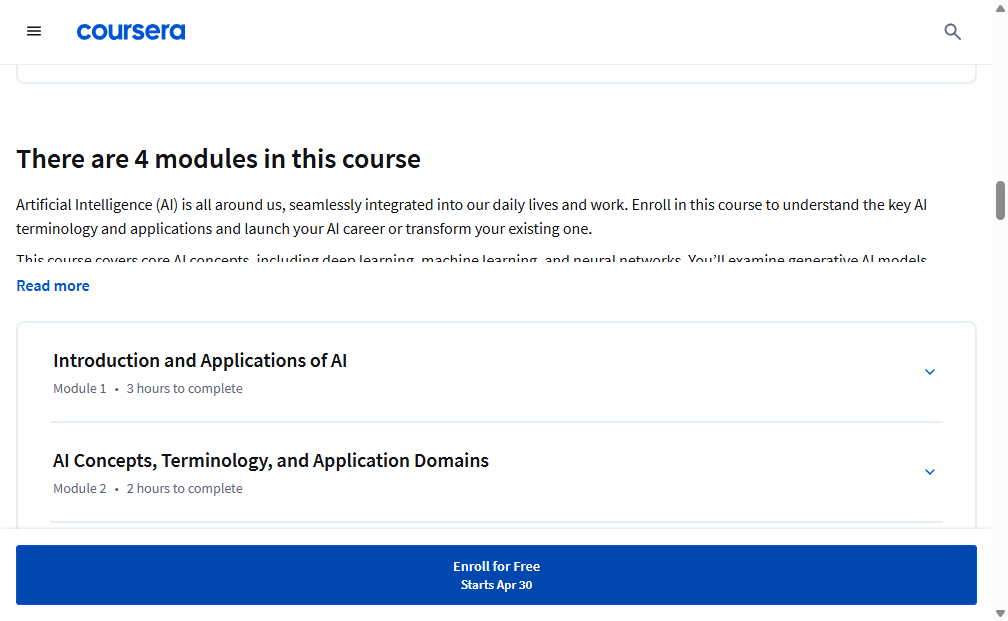 coursera
There are 4 modules in this course
Artificial Intelligence (AI) is all around us, seamlessly integrated into our daily lives and work. Enroll in this course to understand the key AI
terminology and applications and launch your AI career or transform your existing one.
This course covers core AI concepts, including deep learning, machine learning, and neural networks. You’ll examine generative AI models,
Read more
Introduction and Applications of AI
Module 1 • 3 hours to complete
AI Concepts, Terminology, and Application Domains
Module 2 • 2 hours to complete
Enroll for Free
Starts Apr 30